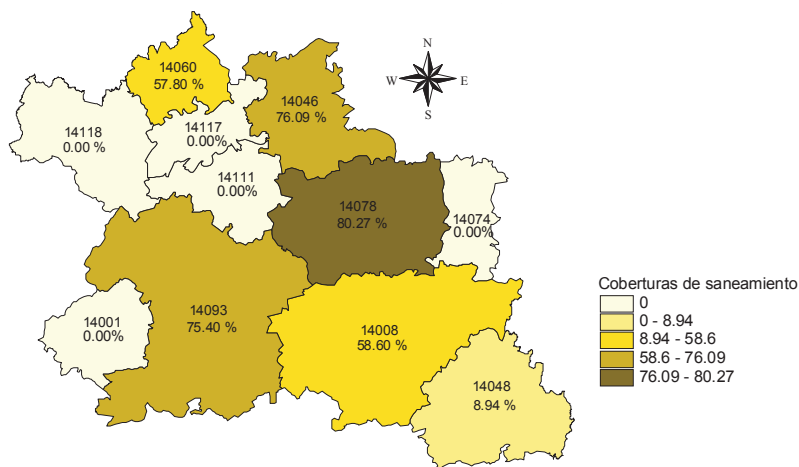 14060
57.80 %
N
W E
S
14046
76.09 %
14118
0.00 %
14117
0.00%
14111
0.00%
14078
80.27 %
14074
0.00%
14093
75.40 %
14001
0.00%
14008
58.60 %
14048
8.94 %
Coberturas de saneamiento
0
0 - 8.94
8.94 - 58.6
58.6 - 76.09
76.09 - 80.27